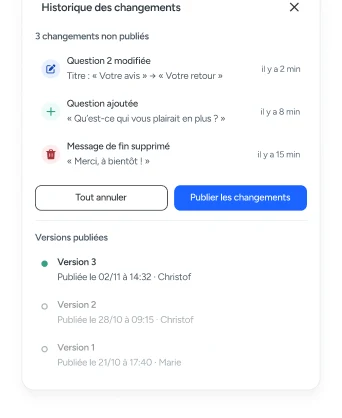 Historique des changements
3 changements non publiés
Question 2 modifiée
Titre : « Votre avis » → « Votre retour »
il y a 2 min
Question ajoutée
« Qu'est-ce qui vous plairait en plus ? »
il y a 8 min
Message de fin supprimé
« Merci, à bientôt ! »
il y a 15 min
Tout annuler
Publier les changements
Versions publiées
Version 3
Publiée le 02/11 à 14:32 · Christof
Version 2
Publiée le 28/10 à 09:15 · Christof
Version 1
Publiée le 21/10 à 17:40 · Marie